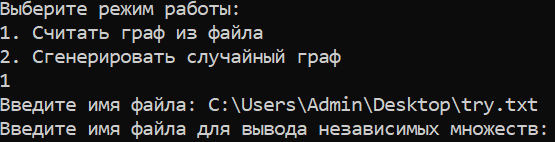 Выберите режим работы:
1. Считать граф из файла
2. Сгенерировать случайный граф
1
Введите имя файла: C:\Users\Admin\Desktop\try.txt
Введите имя файла для вывода независимых множеств: